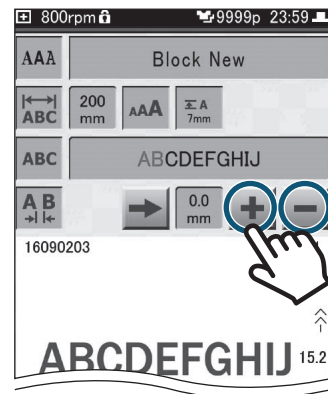 800rpm 9999p 23:59
AAA Block New
ABC 200 mm AAA A 7mm
ABC ABCDEFGHIJ
A B 0.0 mm + −
16090203
ABCDEFGHIJ 15.2